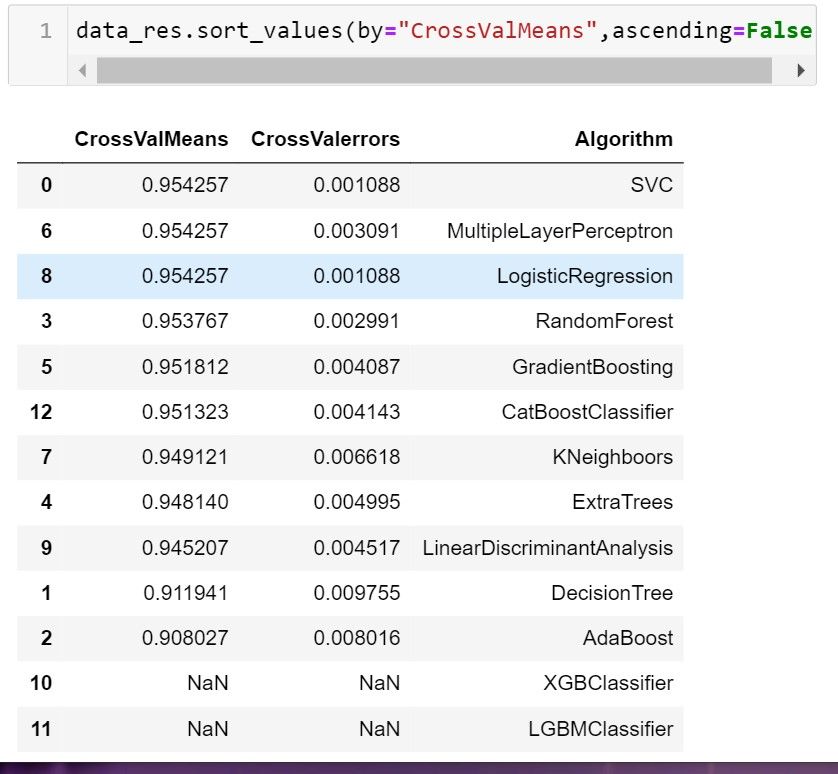 1 data_res.sort_values(by="CrossValMeans",ascending=False
CrossValMeans CrossValerrors Algorithm
0 0.954257 0.001088 SVC
6 0.954257 0.003091 MultipleLayerPerceptron
8 0.954257 0.001088 LogisticRegression
3 0.953767 0.002991 RandomForest
5 0.951812 0.004087 GradientBoosting
12 0.951323 0.004143 CatBoostClassifier
7 0.949121 0.006618 KNeighboors
4 0.948140 0.004995 ExtraTrees
9 0.945207 0.004517 LinearDiscriminantAnalysis
1 0.911941 0.009755 DecisionTree
2 0.908027 0.008016 AdaBoost
10 NaN NaN XGBClassifier
11 NaN NaN LGBMClassifier